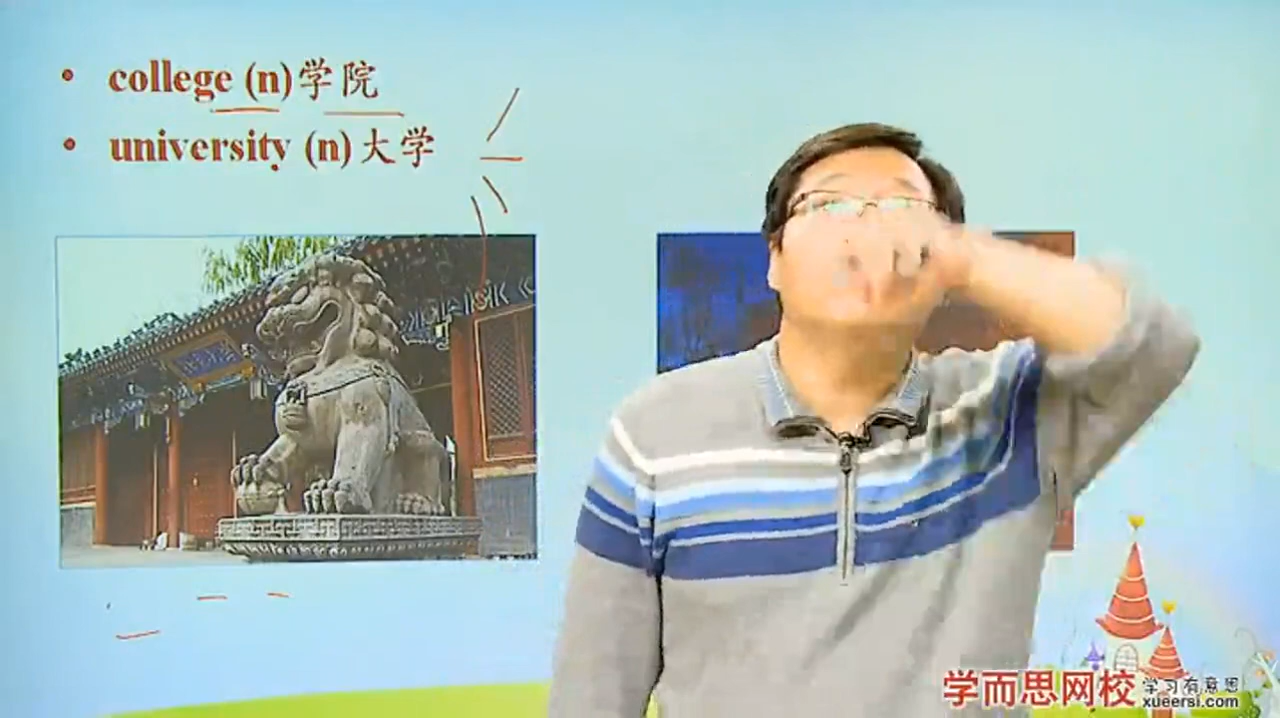 • college (n)学院
• university (n)大学
学而思网校 学习有意思
xueersi.com